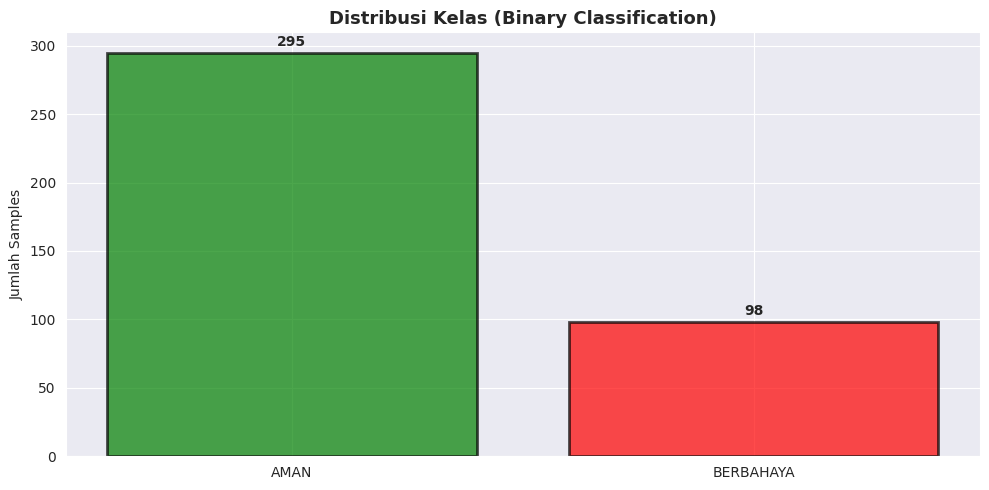 Distribusi Kelas (Binary Classification)
Jumlah Samples
300
250
200
150
100
50
0
295
98
AMAN
BERBAHAYA